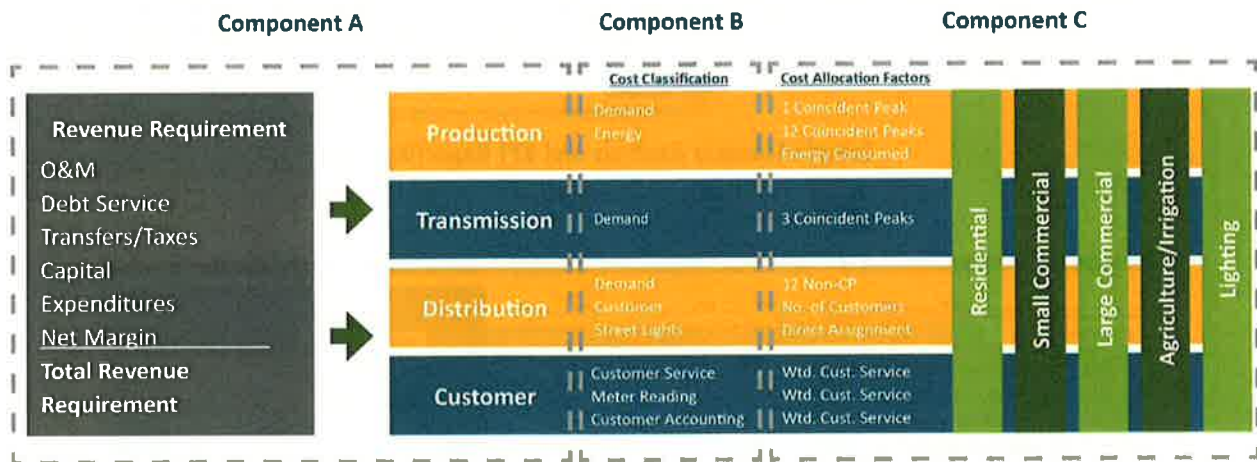 Component A
Component B
Component C
Revenue Requirement
O&M
Debt Service
Transfers/Taxes
Capital
Expenditures
Net Margin
Total Revenue
Requirement
Cost Classification
Cost Allocation Factors
Production
Demand
Energy
1 Coincident Peak
12 Coincident Peaks
Energy Consumed
Transmission
Demand
3 Coincident Peaks
Distribution
Demand
Customer
Street Lights
12 Non-CP
No. of Customers
Direct Assignment
Customer
Customer Service
Meter Reading
Customer Accounting
Wtd. Cust. Service
Wtd. Cust. Service
Wtd. Cust. Service
Residential
Small Commercial
Large Commercial
Agriculture/Irrigation
Lighting